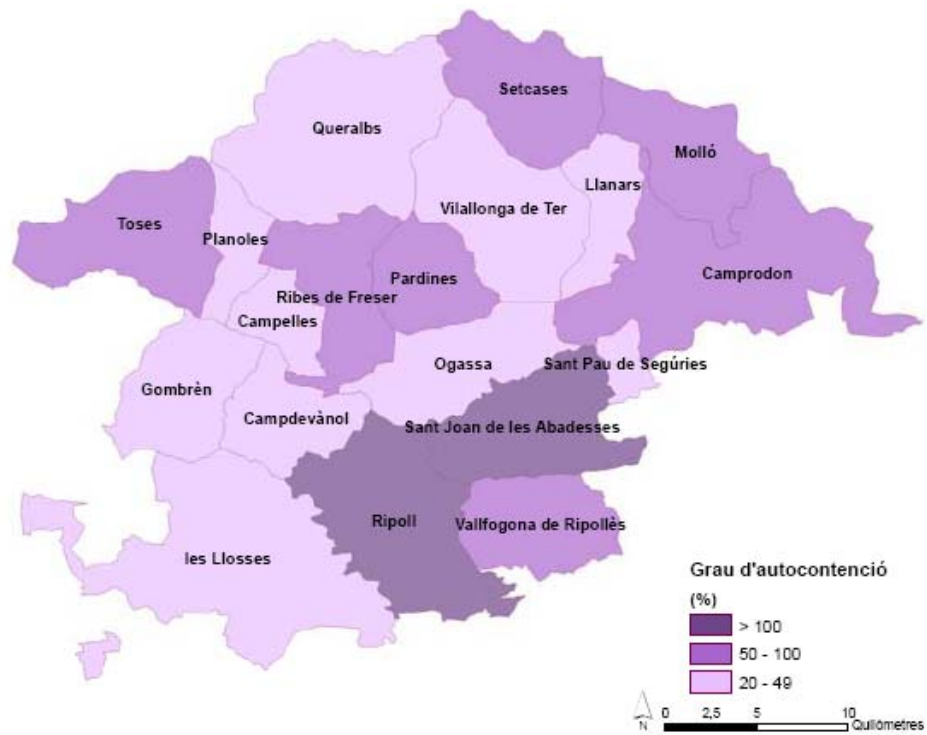 Setcases
Queralbs
Molló
Llanars
Vilallonga de Ter
Toses
Planoles
Camprodon
Pardines
Ribes de Freser
Campelles
Ogassa
Sant Pau de Segúries
Gombrèn
Campdevànol
Sant Joan de les Abadesses
Ripoll
Vallfogona de Ripollès
les Llosses
Grau d'autocontenció
(%)
> 100
50 - 100
20 - 49
N
0 2,5 5 10
Quilòmetres